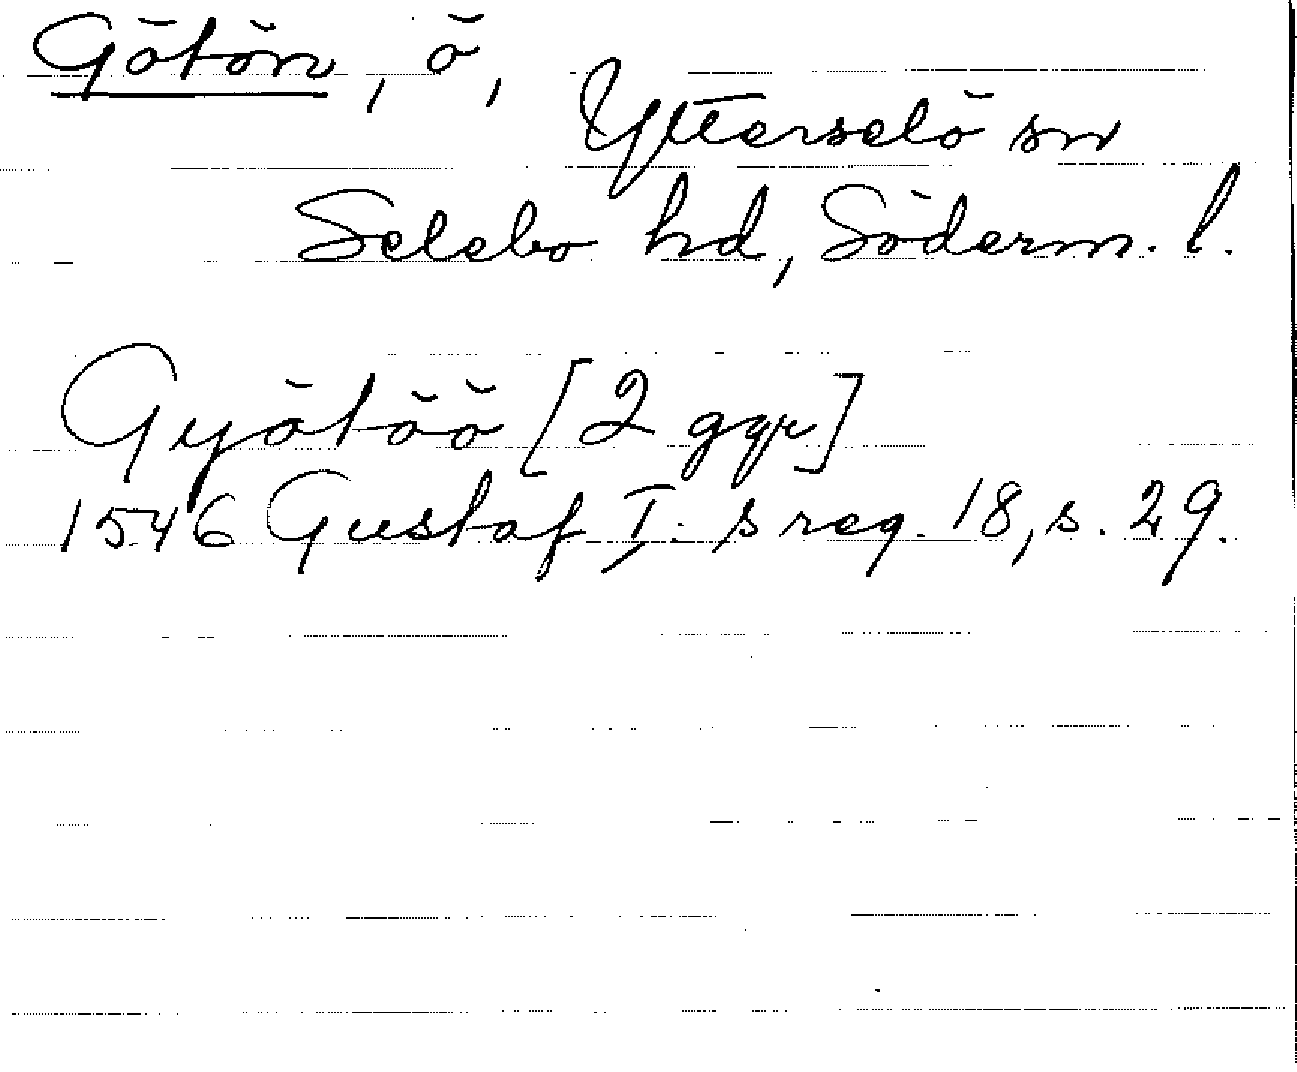 Götön, ö,
Ytterselö sn
Selebo hd, Söderm. l.
Gyötöö [2 ggr]
1546 Gustaf I:s reg. 18, s. 29.